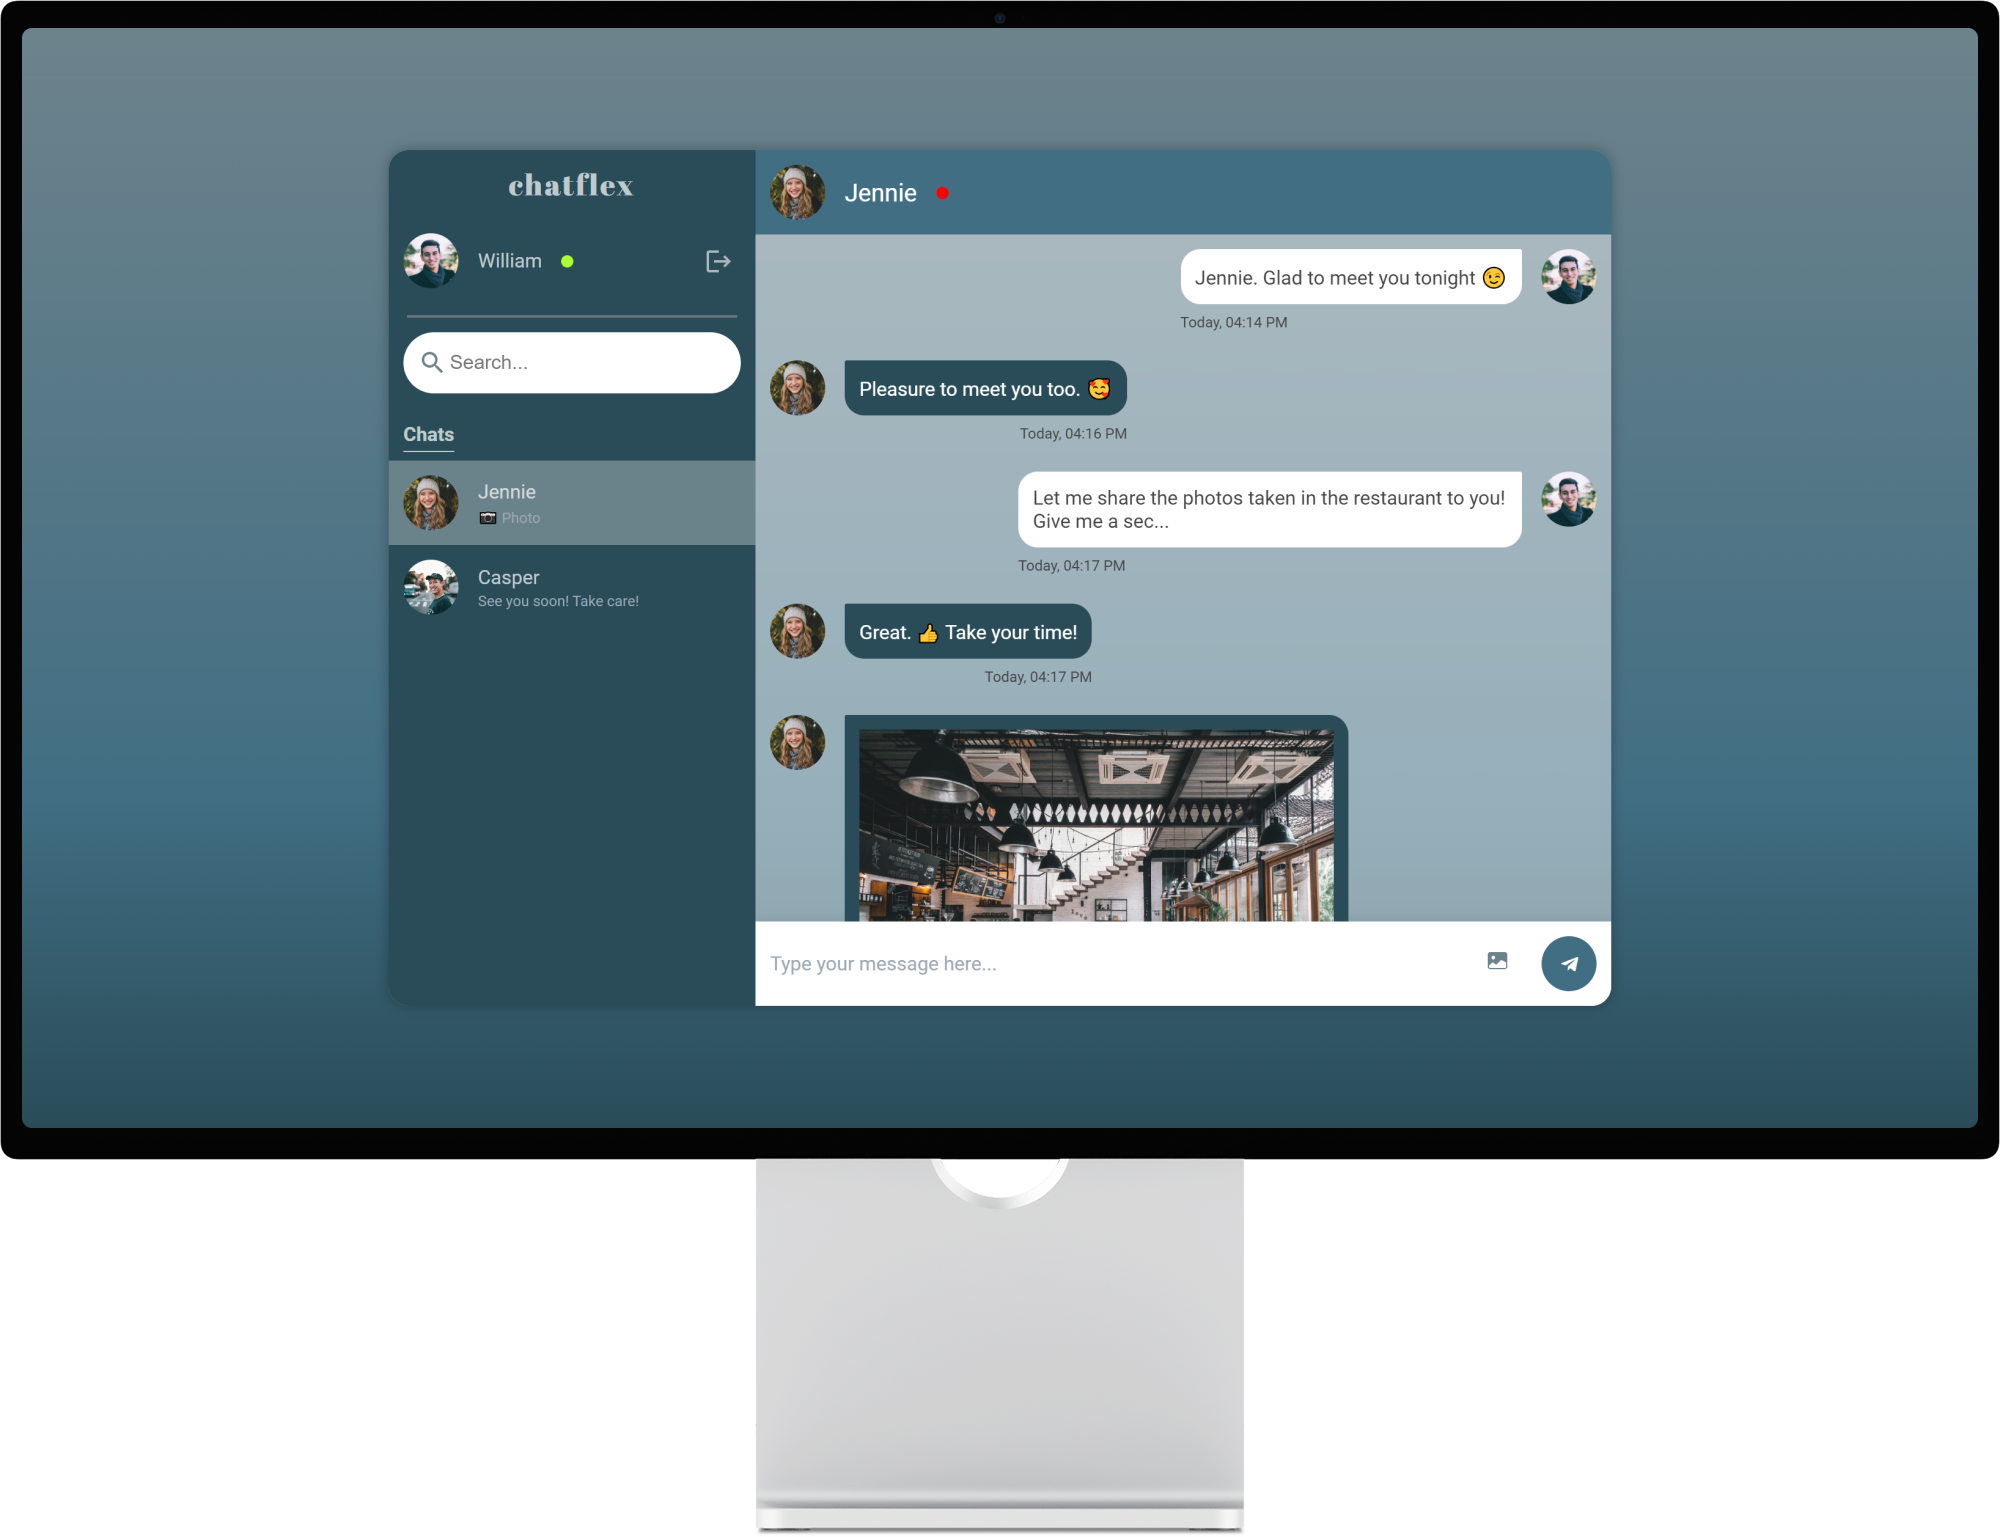 chatflex
William
Search...
Chats
Jennie
📷 Photo
Casper
See you soon! Take care!
Jennie
Jennie. Glad to meet you tonight 😉
Today, 04:14 PM
Pleasure to meet you too. 🥰
Today, 04:16 PM
Let me share the photos taken in the restaurant to you!
Give me a sec...
Today, 04:17 PM
Great. 👍 Take your time!
Today, 04:17 PM
Type your message here...